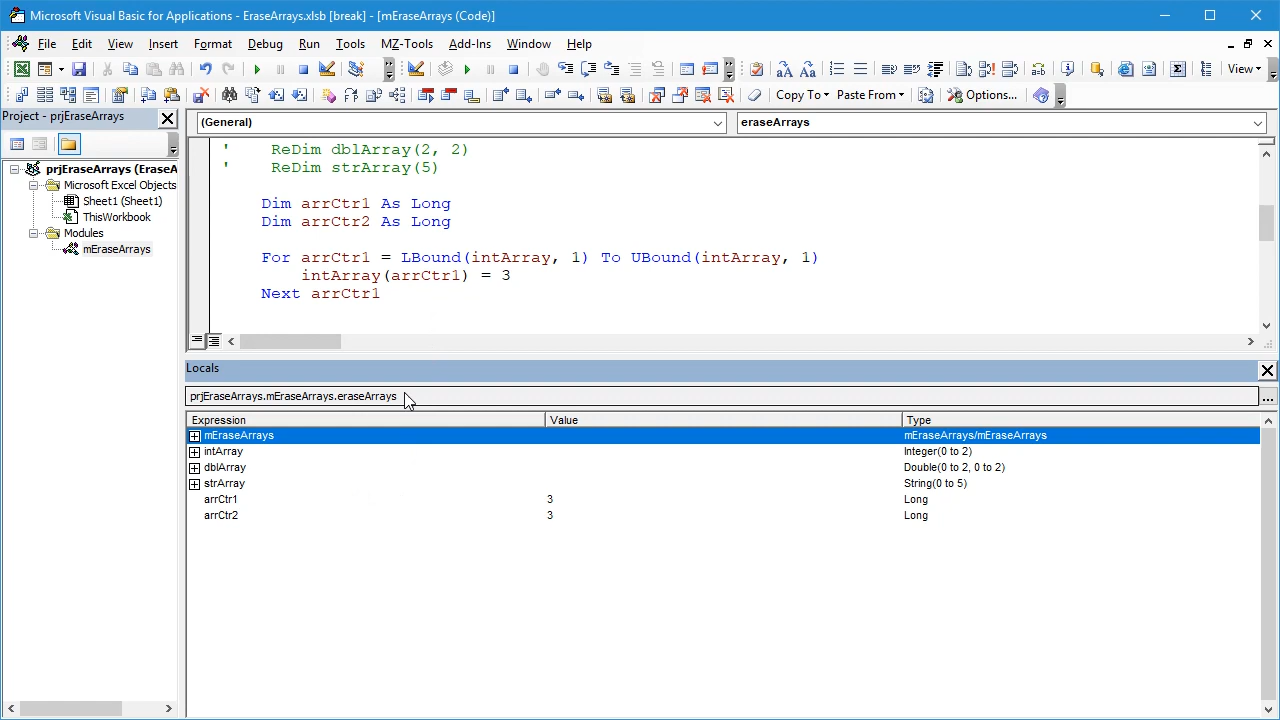 Microsoft Visual Basic for Applications - EraseArrays.xlsb [break] - [mEraseArrays (Code)]
File Edit View Insert Format Debug Run Tools MZ-Tools Add-Ins Window Help
View
Copy To Paste From Options...
Project - prjEraseArrays
(General) eraseArrays
prjEraseArrays (EraseA
Microsoft Excel Objects
Sheet1 (Sheet1)
ThisWorkbook
Modules
mEraseArrays
' ReDim dblArray(2, 2)
' ReDim strArray(5)
Dim arrCtr1 As Long
Dim arrCtr2 As Long
For arrCtr1 = LBound(intArray, 1) To UBound(intArray, 1)
intArray(arrCtr1) = 3
Next arrCtr1
Locals
prjEraseArrays.mEraseArrays.eraseArrays ...
Expression Value Type
mEraseArrays mEraseArrays/mEraseArrays
intArray Integer(0 to 2)
dblArray Double(0 to 2, 0 to 2)
strArray String(0 to 5)
arrCtr1 3 Long
arrCtr2 3 Long